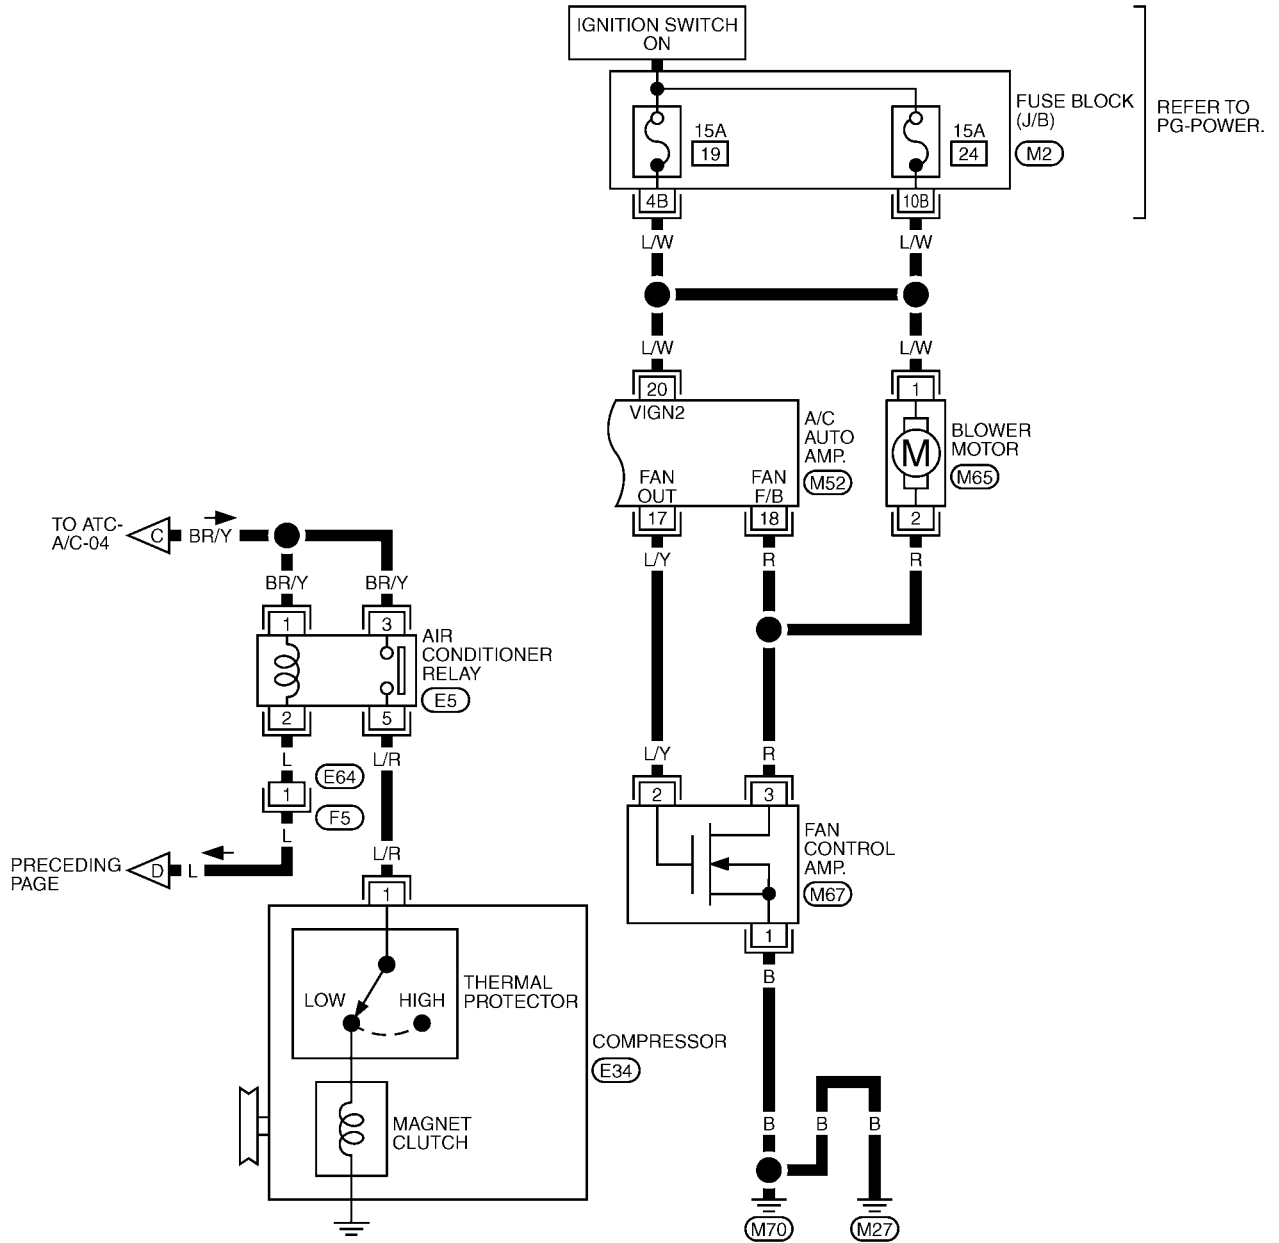 IGNITION SWITCH
ON
FUSE BLOCK
(J/B)
M2
REFER TO
PG-POWER.
15A
19
15A
24
4B
10B
L/W
L/W
L/W
L/W
20
1
VIGN2
A/C
AUTO
AMP.
M52
BLOWER
MOTOR
M65
M
FAN
OUT
FAN
F/B
17
18
2
TO ATC-
A/C-04
C
BR/Y
L/Y
R
R
BR/Y
BR/Y
1
3
AIR
CONDITIONER
RELAY
E5
2
5
L
L/R
L/Y
R
E64
1
F5
2
3
L
L/R
FAN
CONTROL
AMP.
M67
PRECEDING
PAGE
D
L
1
1
B
THERMAL
PROTECTOR
LOW
HIGH
COMPRESSOR
E34
MAGNET
CLUTCH
B
B
B
M70
M27